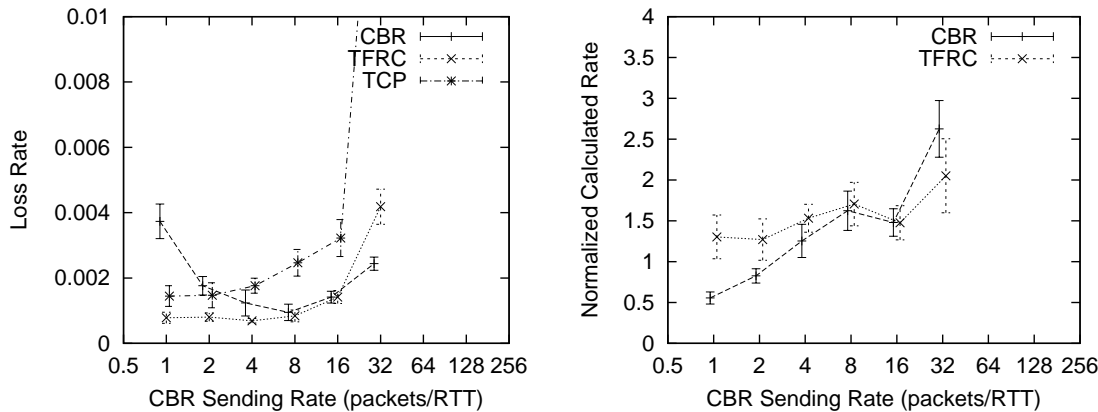 0.01
0.008
0.006
0.004
0.002
0
Loss Rate
CBR
TFRC
TCP
0.5 1 2 4 8 16 32 64 128 256
CBR Sending Rate (packets/RTT)
4
3.5
3
2.5
2
1.5
1
0.5
0
Normalized Calculated Rate
CBR
TFRC
0.5 1 2 4 8 16 32 64 128 256
CBR Sending Rate (packets/RTT)